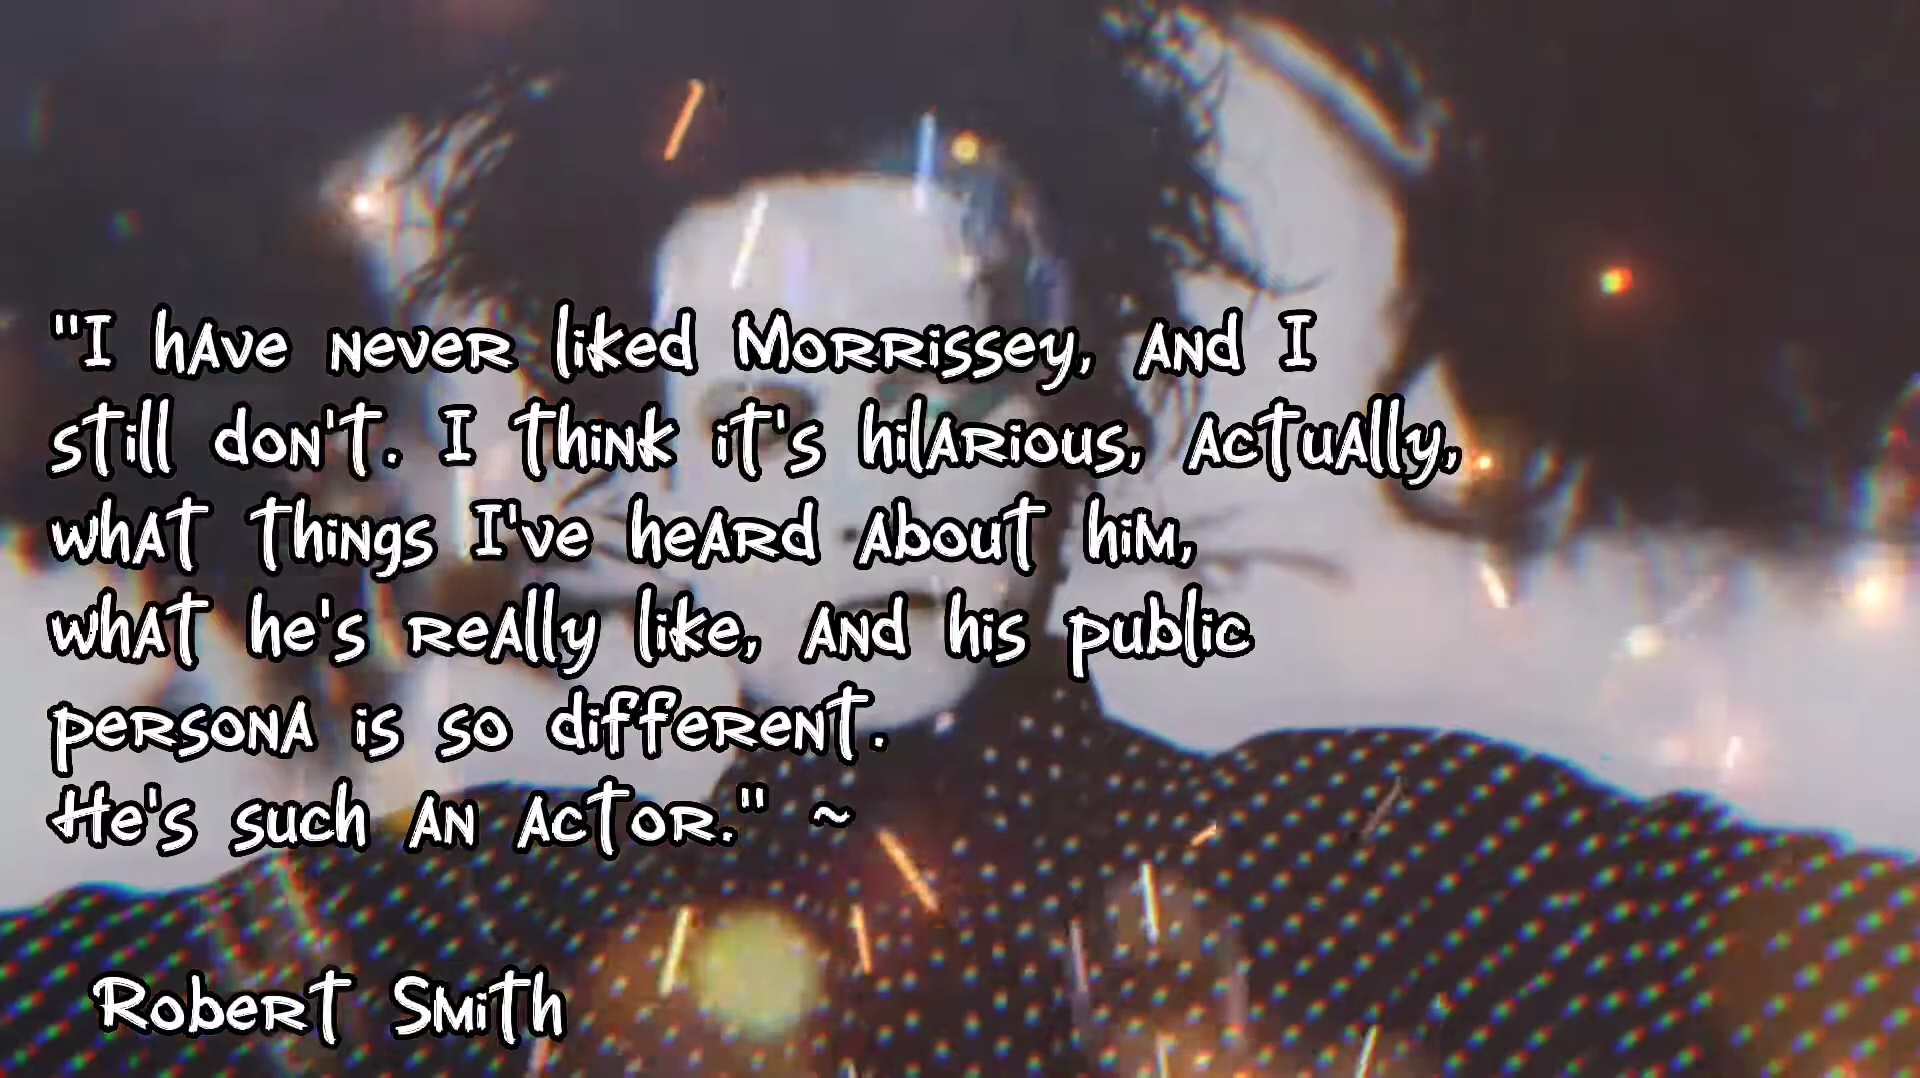 "I have never liked Morrissey, and I
still don't. I think it's hilarious, actually,
what things I've heard about him,
what he's really like, and his public
persona is so different.
He's such an actor." ~
Robert Smith